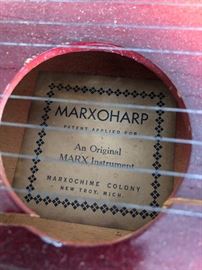 MARXOHARP
PATENT APPLIED FOR
An Original
MARX Instrument
MARXOCHIME COLONY
NEW TROY, MICH.